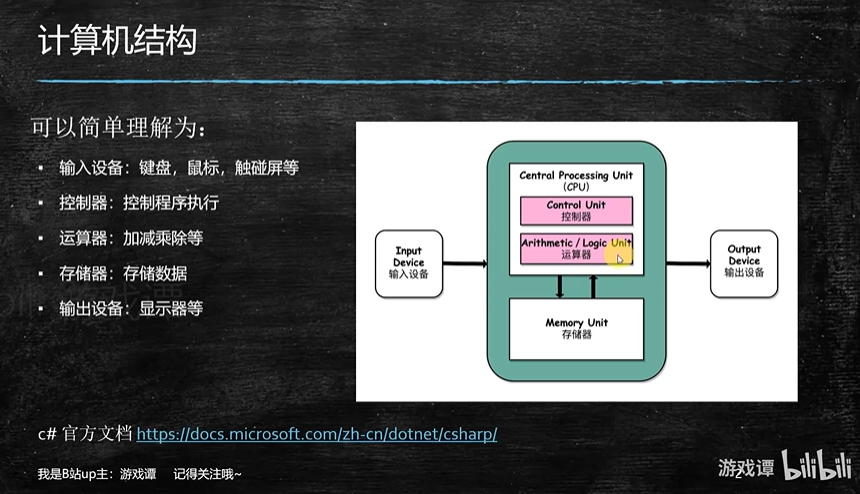 计算机结构
可以简单理解为：
▪ 输入设备：键盘，鼠标，触碰屏等
▪ 控制器：控制程序执行
▪ 运算器：加减乘除等
▪ 存储器：存储数据
▪ 输出设备：显示器等
Input
Device
输入设备
Central Processing Unit
(CPU)
Control Unit
控制器
Arithmetic / Logic Unit
运算器
Memory Unit
存储器
Output
Device
输出设备
c# 官方文档 https://docs.microsoft.com/zh-cn/dotnet/csharp/
我是B站up主：游戏谭 记得关注哦~
2
游戏谭 bilibili